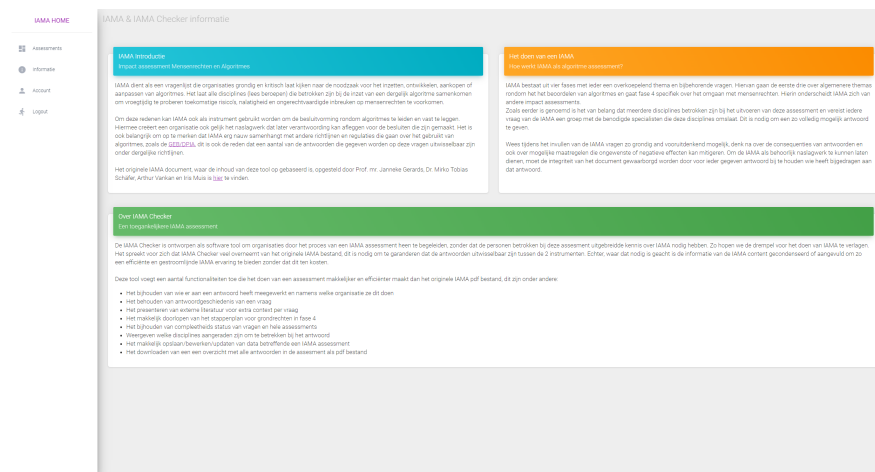 IAMA HOME
Assessments
Informatie
Account
Logout
IAMA & IAMA Checker informatie
IAMA Introductie
Impact assessment Mensenrechten en Algoritmes
IAMA dient als een vragenlijst die organisaties grondig en kritisch laat kijken naar de noodzaak voor het inzetten, ontwikkelen, aankopen of
aanpassen van algoritmes. Het laat alle disciplines (lees beroepen) die betrokken zijn bij de inzet van een dergelijk algoritme samenkomen
om vroegtijdig te proberen toekomstige risico's, nalatigheid en ongerechtvaardigde inbreuken op mensenrechten te voorkomen.
Om deze redenen kan IAMA ook als instrument gebruikt worden om de besluitvorming rondom algoritmes te leiden en vast te leggen.
Hiermee creëert een organisatie ook gelijk het naslagwerk dat later verantwoording kan afleggen voor de besluiten die zijn gemaakt. Het is
ook belangrijk om op te merken dat IAMA erg nauw samenhangt met andere richtlijnen en regulaties die gaan over het gebruikt van
algoritmes, zoals de GEB/DPIA, dit is ook de reden dat een aantal van de antwoorden die gegeven worden op deze vragen uitwisselbaar zijn
onder dergelijke richtlijnen.
Het originele IAMA document, waar de inhoud van deze tool op gebaseerd is, opgesteld door Prof. mr. Janneke Gerards, Dr. Mirko Tobias
Schäfer, Arthur Vankan en Iris Muis is hier te vinden.
Het doen van een IAMA
Hoe werkt IAMA als algoritme assessment?
IAMA bestaat uit vier fases met ieder een overkoepelend thema en bijbehorende vragen. Hiervan gaan de eerste drie over algemenere themas
rondom het het beoordelen van algoritmes en gaat fase 4 specifiek over het omgaan met mensenrechten. Hierin onderscheidt IAMA zich van
andere impact assessments.
Zoals eerder is genoemd is het van belang dat meerdere disciplines betrokken zijn bij het uitvoeren van deze assessment en vereist iedere
vraag van de IAMA een groep met de benodigde specialisten die deze disciplines omslaat. Dit is nodig om een zo volledig mogelijk antwoord
te geven.
Wees tijdens het invullen van de IAMA vragen zo grondig and vooruitdenkend mogelijk, denk na over de consequenties van antwoorden en
ook over mogelijke maatregelen die ongewenste of negatieve effecten kan mitigeren. Om de IAMA als behoorlijk naslagwerk te kunnen laten
dienen, moet de integriteit van het document gewaarborgd worden door voor ieder gegeven antwoord bij te houden wie heeft bijgedragen aan
dat antwoord.
Over IAMA Checker
Een toegankelijkere IAMA assessment
De IAMA Checker is ontworpen als software tool om organisaties door het proces van een IAMA assessment heen te begeleiden, zonder dat de personen betrokken bij deze assessment uitgebreidde kennis over IAMA nodig hebben. Zo hopen we de drempel voor het doen van IAMA te verlagen.
Het spreekt voor zich dat IAMA Checker veel overneemt van het originele IAMA bestand, dit is nodig om te garanderen dat de antwoorden uitwisselbaar zijn tussen de 2 instrumenten. Echter, waar dat nodig is geacht is de informatie van de IAMA content gecondenseerd of aangevuld om zo
een efficiënte en gestroomlijnde IAMA ervaring te bieden zonder dat dit ten kosten
Deze tool voegt een aantal functionaliteiten toe die het doen van een assessment makkelijker en efficiënter maakt dan het originele IAMA pdf bestand, dit zijn onder andere:
• Het bijhouden van wie er aan een antwoord heeft meegewerkt en namens welke organisatie ze dit doen
• Het behouden van antwoordgeschiedenis van een vraag
• Het presenteren van externe literatuur voor extra context per vraag
• Het makkelijk doorlopen van het stappenplan voor grondrechten in fase 4
• Het bijhouden van compleetheids status van vragen en hele assessments
• Weergeven welke disciplines aangeraden zijn om te betrekken bij het antwoord
• Het makkelijk opslaan/bewerken/updaten van data betreffende een IAMA assessment
• Het downloaden van een een overzicht met alle antwoorden in de assesment als pdf bestand